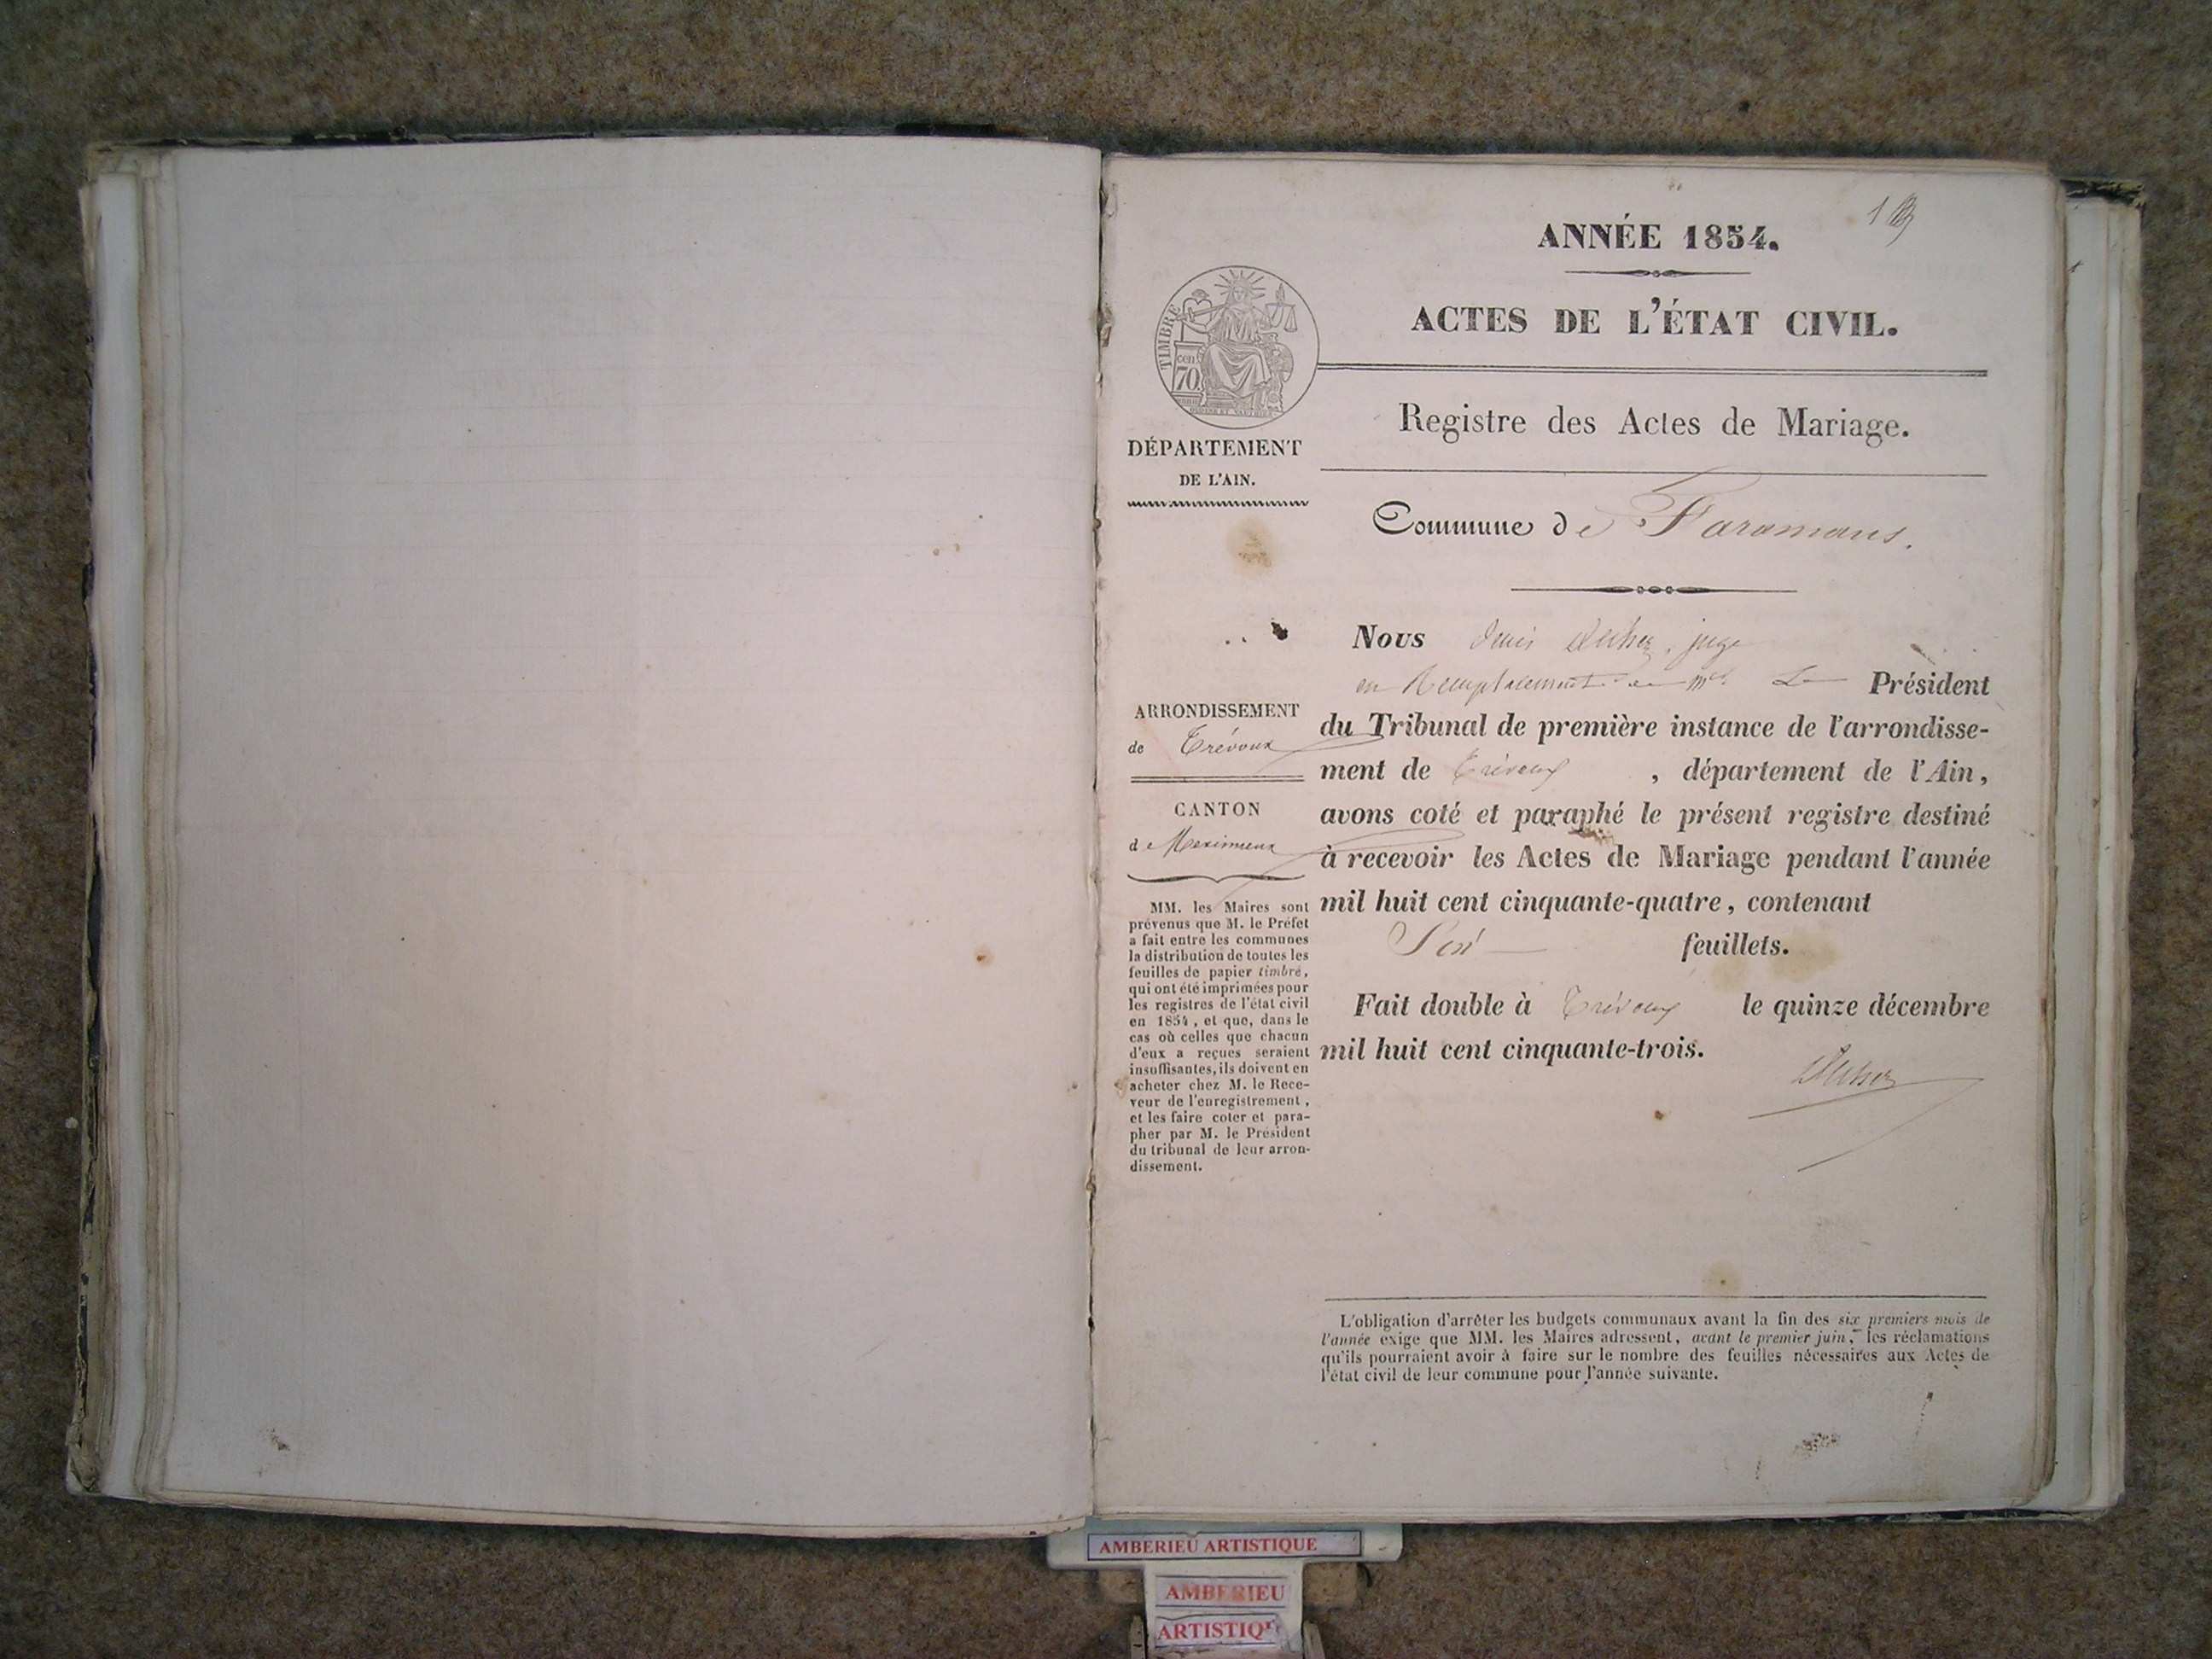 ANNÉE 1854.
ACTES DE L'ÉTAT CIVIL.
TIMBRE
cen.
70
Registre des Actes de Mariage.
DÉPARTEMENT
DE L'AIN.
Commune de Faramans.
Nous Denis juge
en Remplacement de Mr. Le Président
du Tribunal de première instance de l'arrondisse-
ment de Trévoux , département de l'Ain,
avons coté et paraphé le présent registre destiné
à recevoir les Actes de Mariage pendant l'année
mil huit cent cinquante-quatre, contenant
Six feuillets.
Fait double à Trévoux le quinze décembre
mil huit cent cinquante-trois.
ARRONDISSEMENT
de Trévoux
CANTON
de Meximieux
MM. les Maires sont
prévenus que M. le Préfet
a fait entre les communes
la distribution de toutes les
feuilles de papier timbré,
qui ont été imprimées pour
les registres de l'état civil
en 1854, et que, dans le
cas où celles que chacun
d'eux a reçues seraient
insuffisantes, ils doivent en
acheter chez M. le Rece-
veur de l'enregistrement,
et les faire coter et para-
pher par M. le Président
du tribunal de leur arron-
dissement.
L'obligation d'arrêter les budgets communaux avant la fin des six premiers mois de
l'année exige que MM. les Maires adressent, avant le premier juin, les réclamations
qu'ils pourraient avoir à faire sur le nombre des feuilles nécessaires aux Actes de
l'état civil de leur commune pour l'année suivante.
AMBERIEU ARTISTIQUE
AMBERIEU
ARTISTIQU